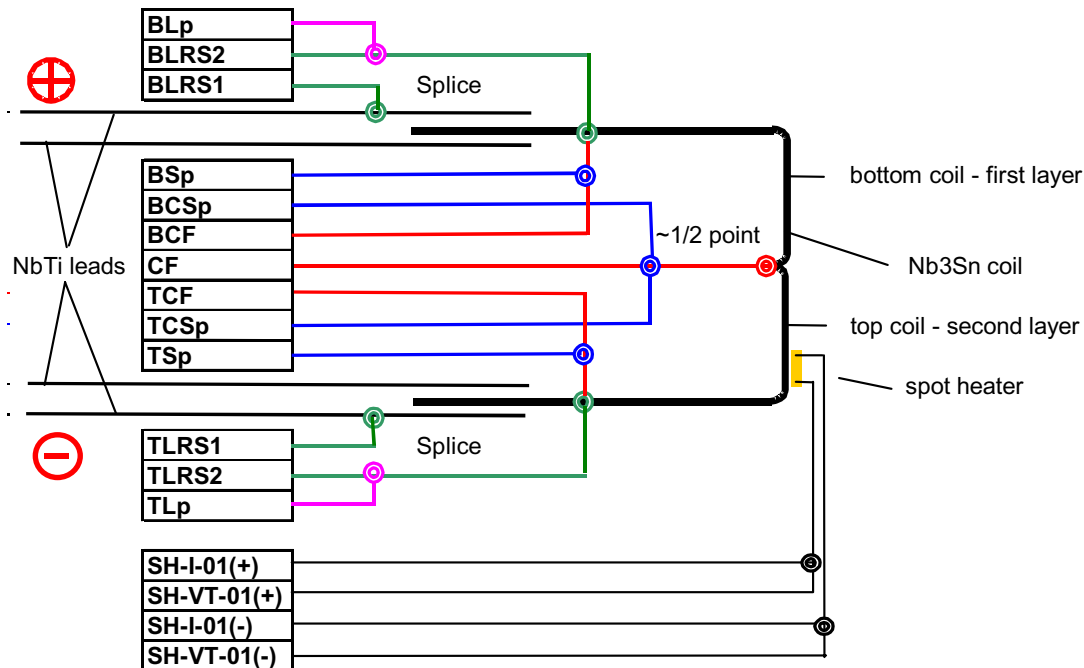 BLp
BLRS2
BLRS1
Splice
BSp
BCSp
BCF
CF
TCF
TCSp
TSp
NbTi leads
~1/2 point
bottom coil - first layer
Nb3Sn coil
top coil - second layer
spot heater
TLRS1
TLRS2
TLp
Splice
SH-I-01(+)
SH-VT-01(+)
SH-I-01(-)
SH-VT-01(-)